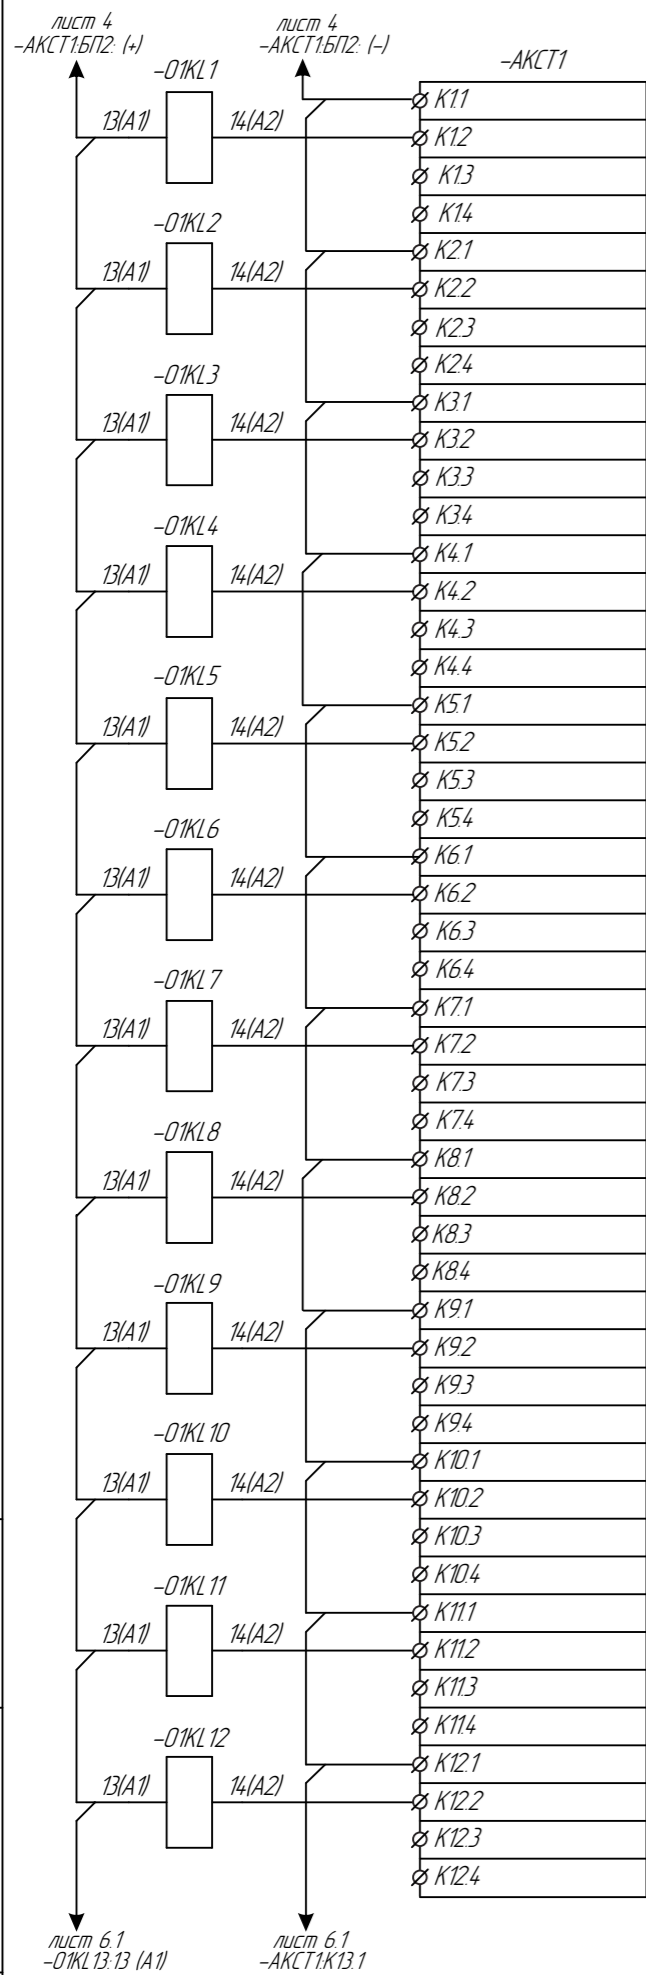 лист 4
-АКСТ1:БП2: (+)
лист 4
-АКСТ1:БП2: (-)
-АКСТ1
-01KL1
13(A1)
14(A2)
K1.1
K1.2
K1.3
K1.4
-01KL2
13(A1)
14(A2)
K2.1
K2.2
K2.3
K2.4
-01KL3
13(A1)
14(A2)
K3.1
K3.2
K3.3
K3.4
-01KL4
13(A1)
14(A2)
K4.1
K4.2
K4.3
K4.4
-01KL5
13(A1)
14(A2)
K5.1
K5.2
K5.3
K5.4
-01KL6
13(A1)
14(A2)
K6.1
K6.2
K6.3
K6.4
-01KL7
13(A1)
14(A2)
K7.1
K7.2
K7.3
K7.4
-01KL8
13(A1)
14(A2)
K8.1
K8.2
K8.3
K8.4
-01KL9
13(A1)
14(A2)
K9.1
K9.2
K9.3
K9.4
-01KL10
13(A1)
14(A2)
K10.1
K10.2
K10.3
K10.4
-01KL11
13(A1)
14(A2)
K11.1
K11.2
K11.3
K11.4
-01KL12
13(A1)
14(A2)
K12.1
K12.2
K12.3
K12.4
лист 6.1
-01KL13:13 (A1)
лист 6.1
-АКСТ1:К13.1